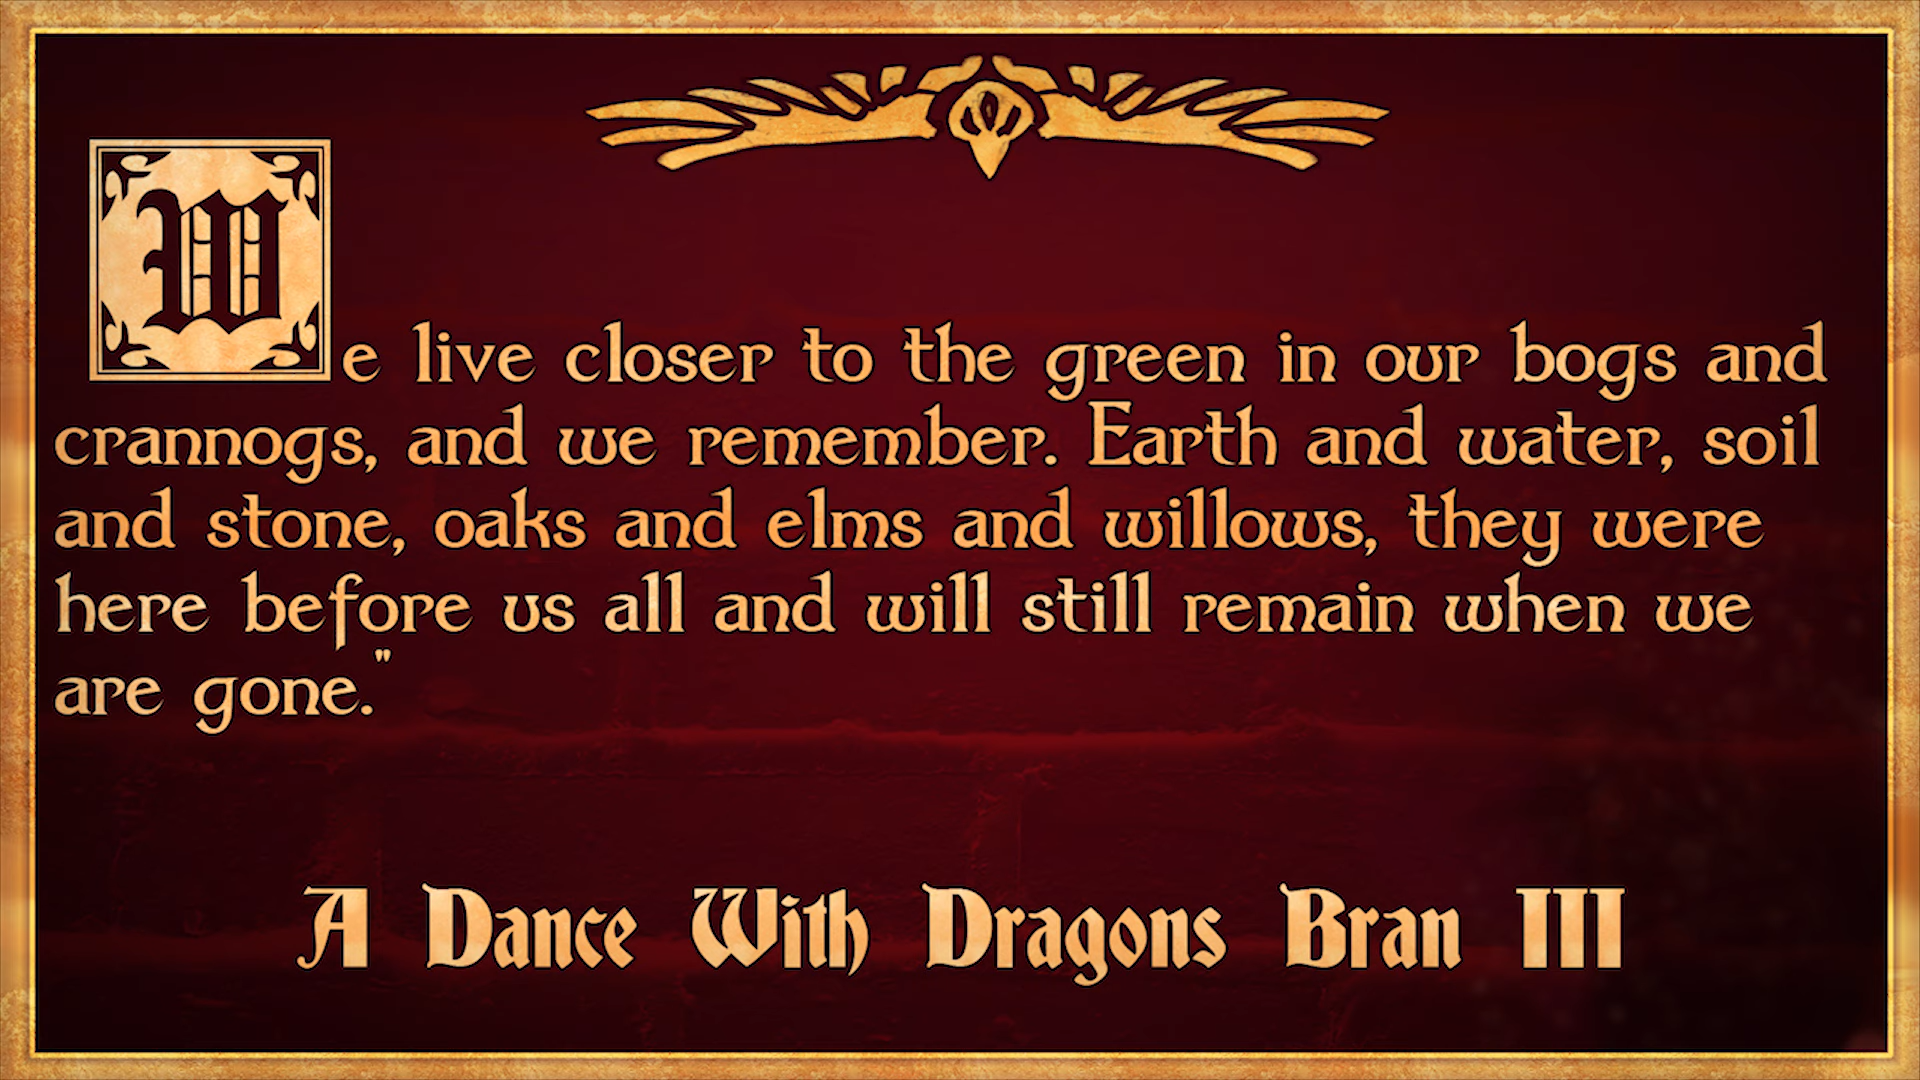 We live closer to the green in our bogs and
crannogs, and we remember. Earth and water, soil
and stone, oaks and elms and willows, they were
here before us all and will still remain when we
are gone."
A Dance With Dragons Bran III